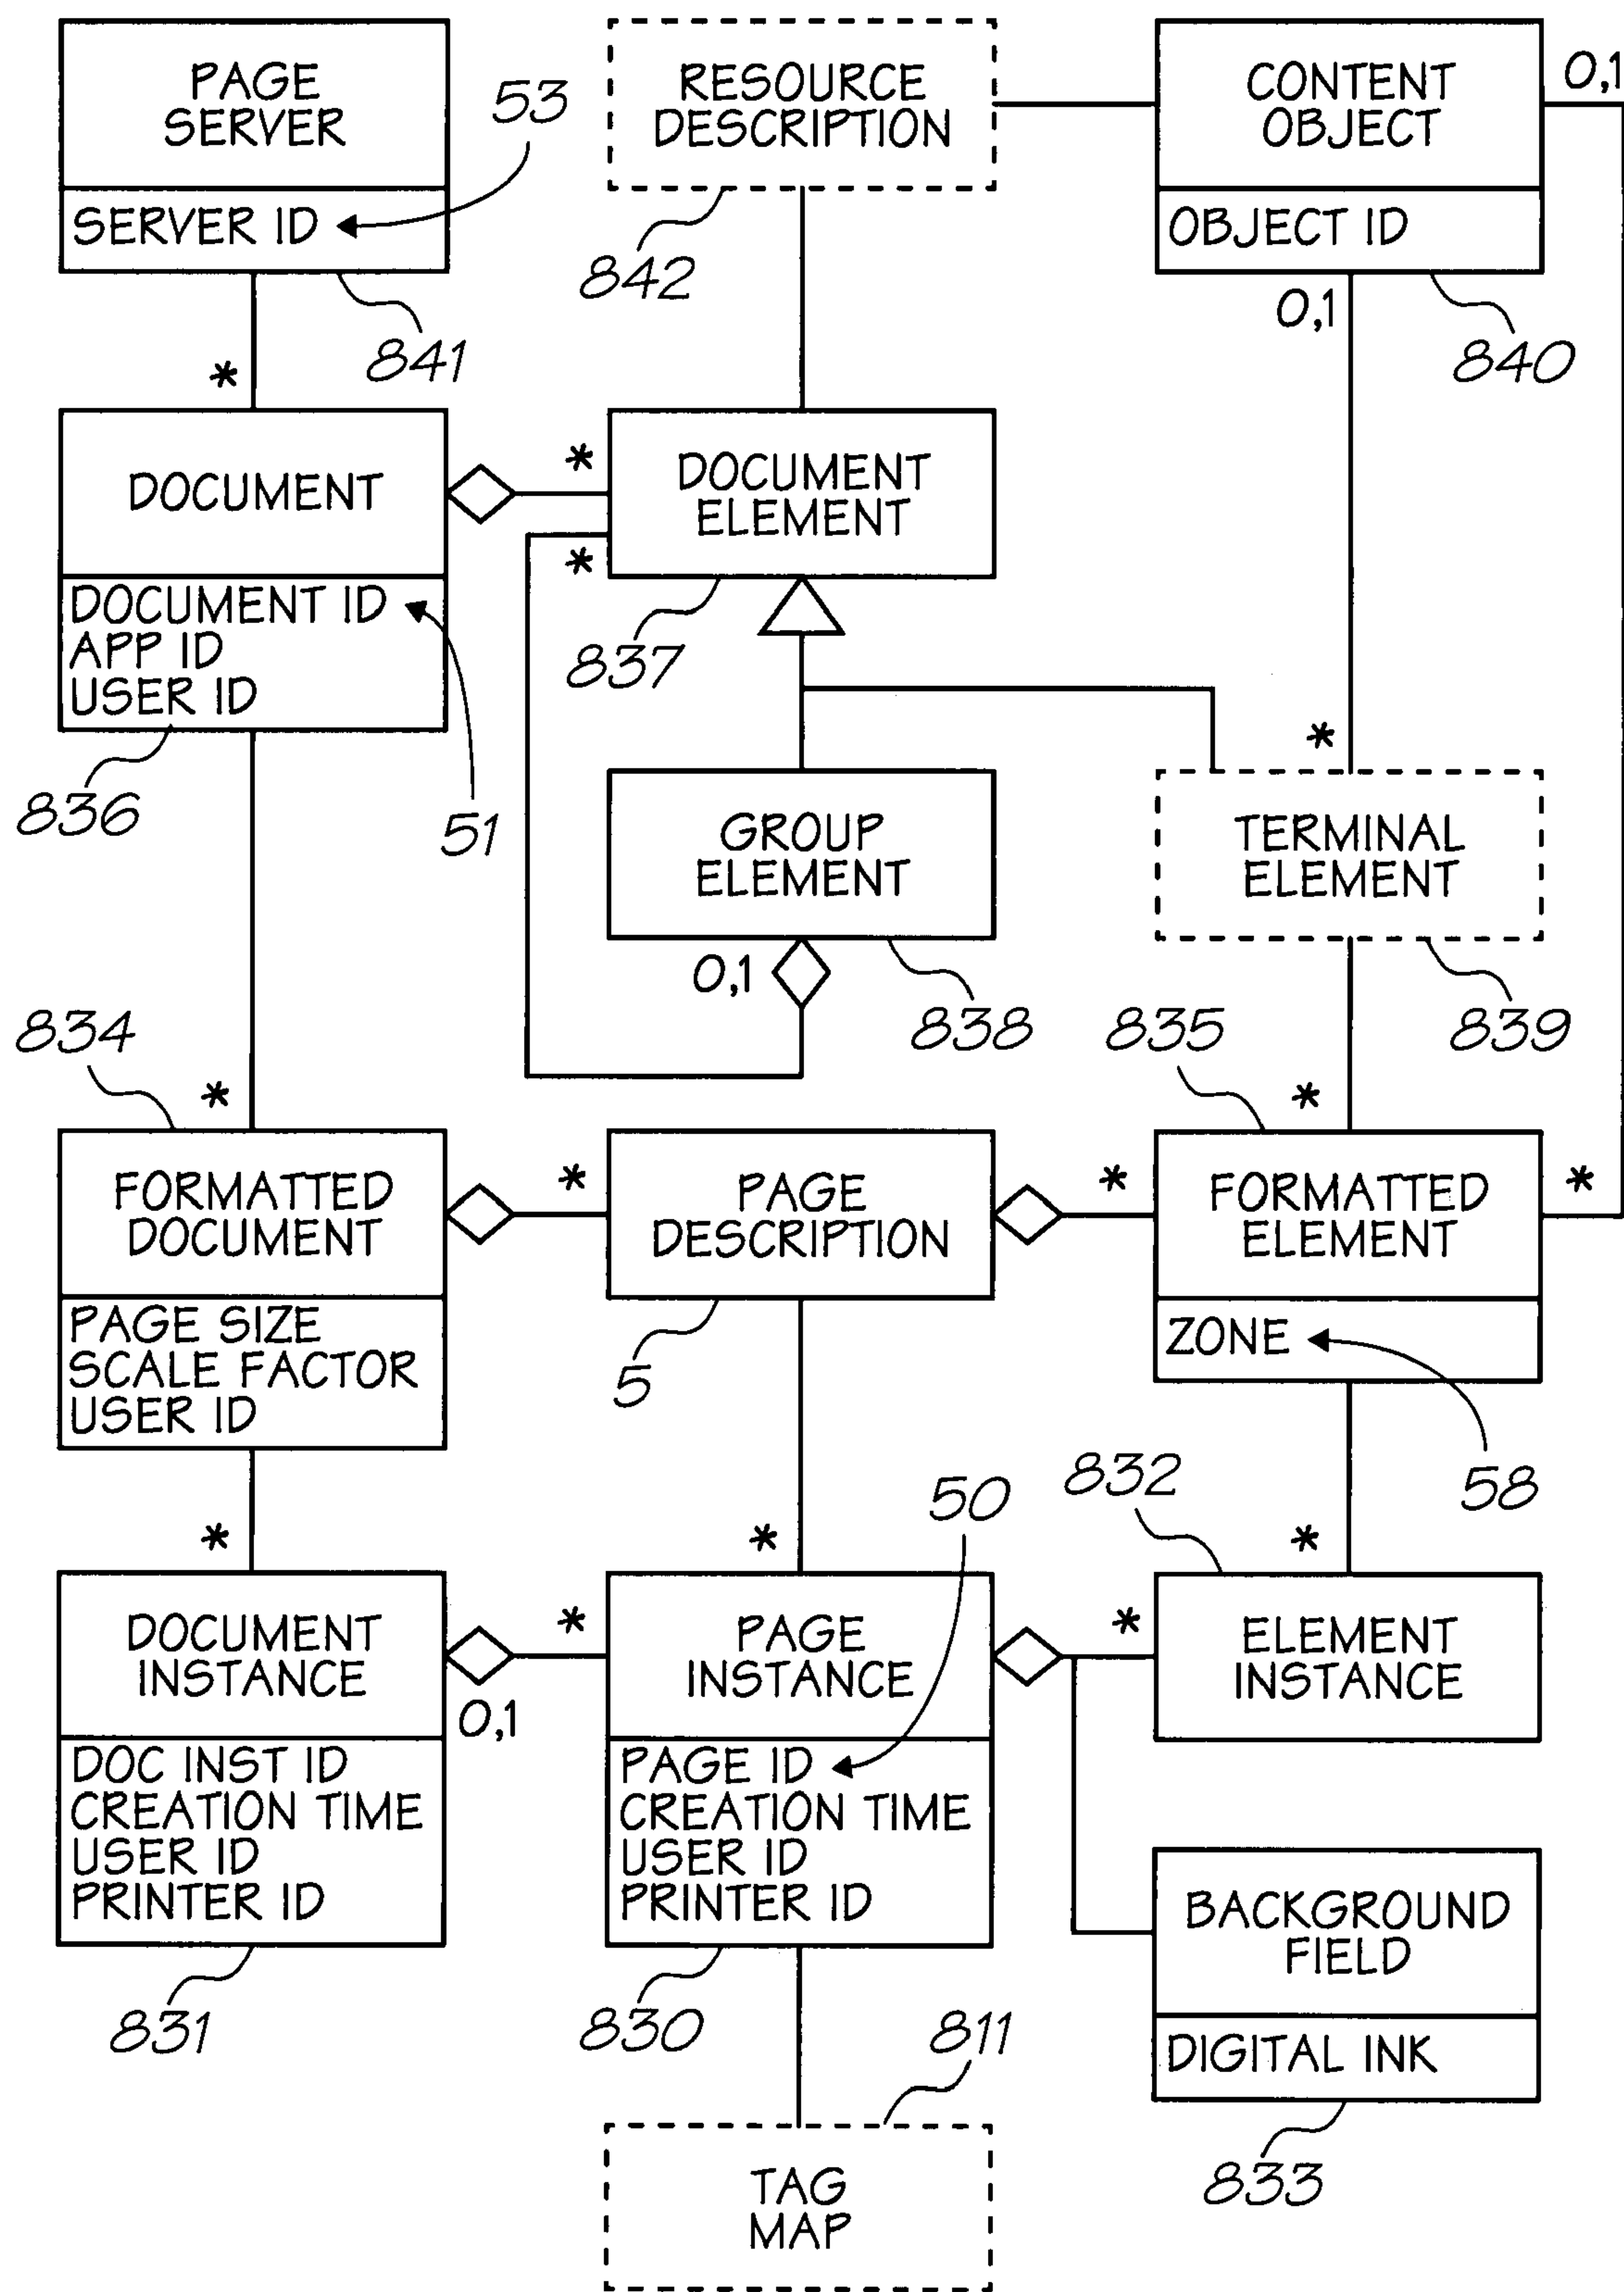 PAGE
SERVER
SERVER ID
53
841
RESOURCE
DESCRIPTION
842
CONTENT
OBJECT
OBJECT ID
0,1
0,1
840
*
DOCUMENT
DOCUMENT ID
APP ID
USER ID
836
51
*
*
DOCUMENT
ELEMENT
837
GROUP
ELEMENT
0,1
838
*
TERMINAL
ELEMENT
839
834
*
FORMATTED
DOCUMENT
PAGE SIZE
SCALE FACTOR
USER ID
*
PAGE
DESCRIPTION
5
835
*
*
FORMATTED
ELEMENT
*
ZONE
58
*
DOCUMENT
INSTANCE
0,1
DOC INST ID
CREATION TIME
USER ID
PRINTER ID
831
*
*
50
PAGE
INSTANCE
PAGE ID
CREATION TIME
USER ID
PRINTER ID
830
832
*
*
ELEMENT
INSTANCE
BACKGROUND
FIELD
DIGITAL INK
833
811
TAG
MAP